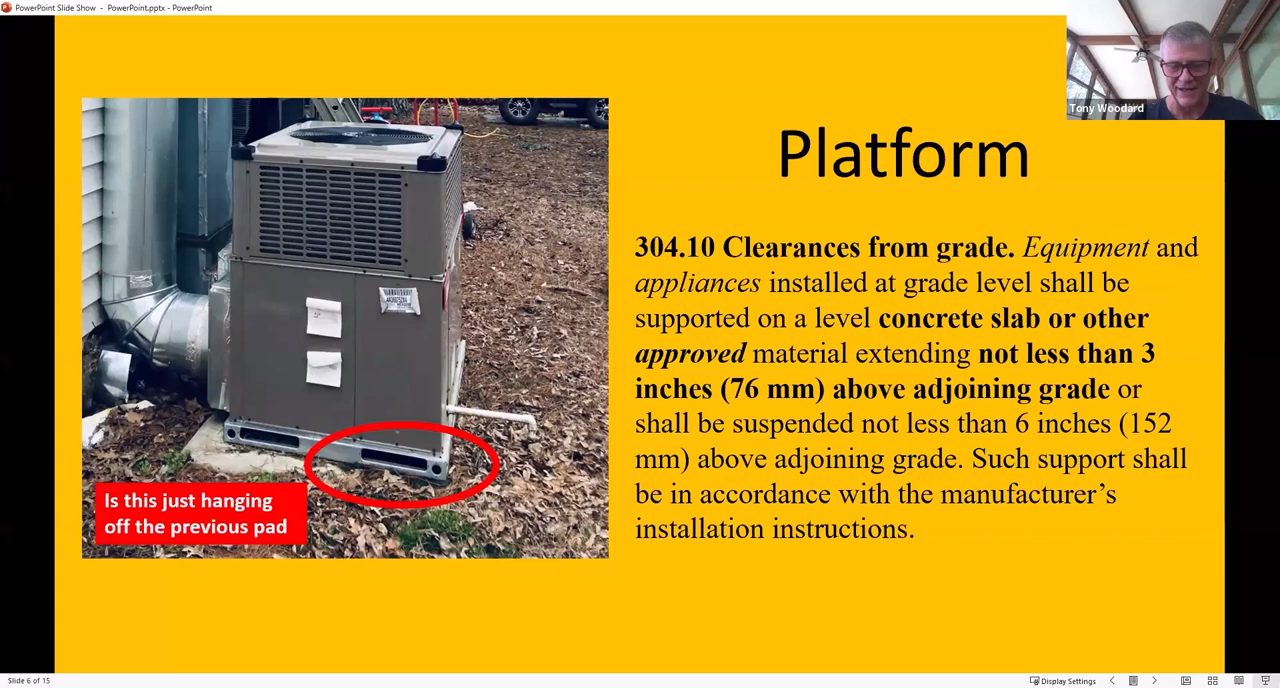 PowerPoint Slide Show - PowerPoint.pptx - PowerPoint
Tony Woodard
Platform
304.10 Clearances from grade. Equipment and
appliances installed at grade level shall be
supported on a level concrete slab or other
approved material extending not less than 3
inches (76 mm) above adjoining grade or
shall be suspended not less than 6 inches (152
mm) above adjoining grade. Such support shall
be in accordance with the manufacturer’s
installation instructions.
Is this just hanging
off the previous pad
Slide 6 of 15
Display Settings